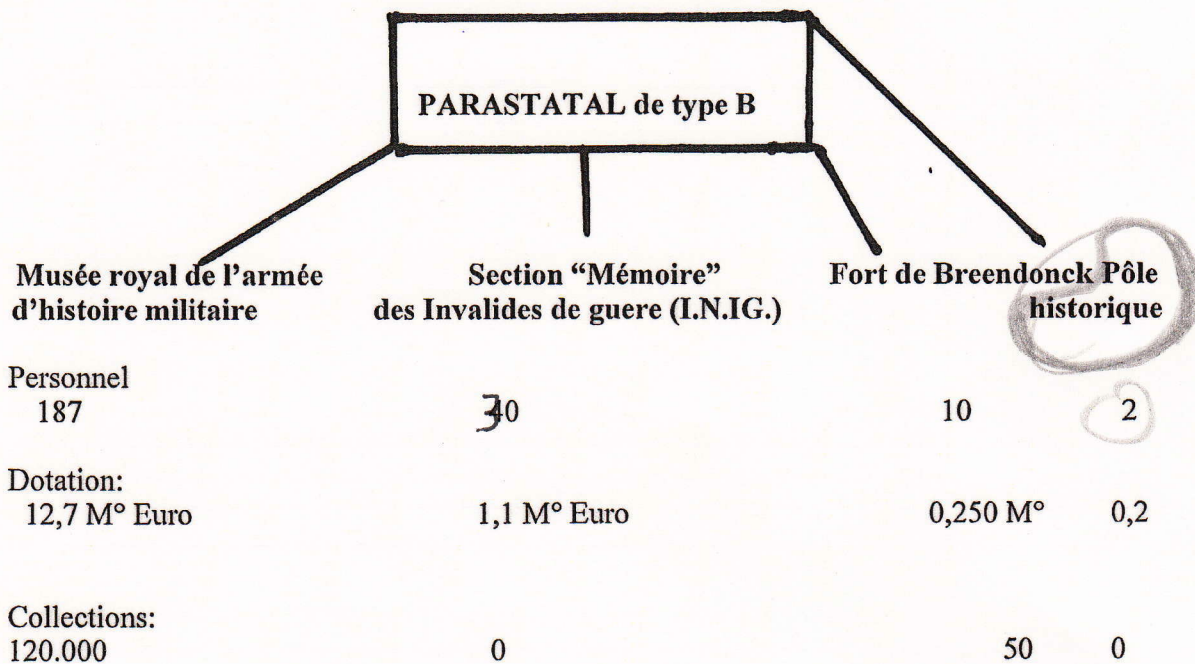 PARASTATAL de type B
Musée royal de l'armée Section “Mémoire” Fort de Breendonck Pôle
d'histoire militaire des Invalides de guere (I.N.IG.) historique
Personnel
187 30 10 2
Dotation:
12,7 M° Euro 1,1 M° Euro 0,250 M° 0,2
Collections:
120.000 0 50 0